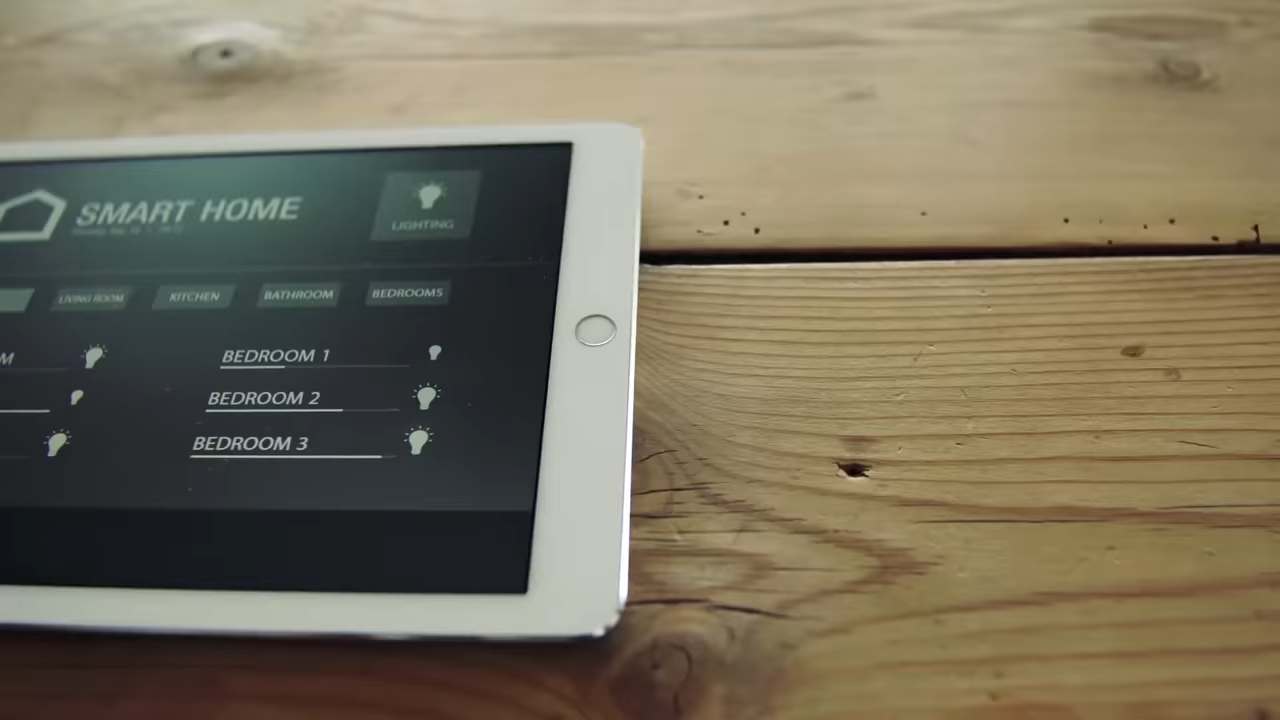 SMART HOME
LIGHTING
LIVING ROOM
KITCHEN
BATHROOM
BEDROOMS
M
BEDROOM 1
BEDROOM 2
BEDROOM 3